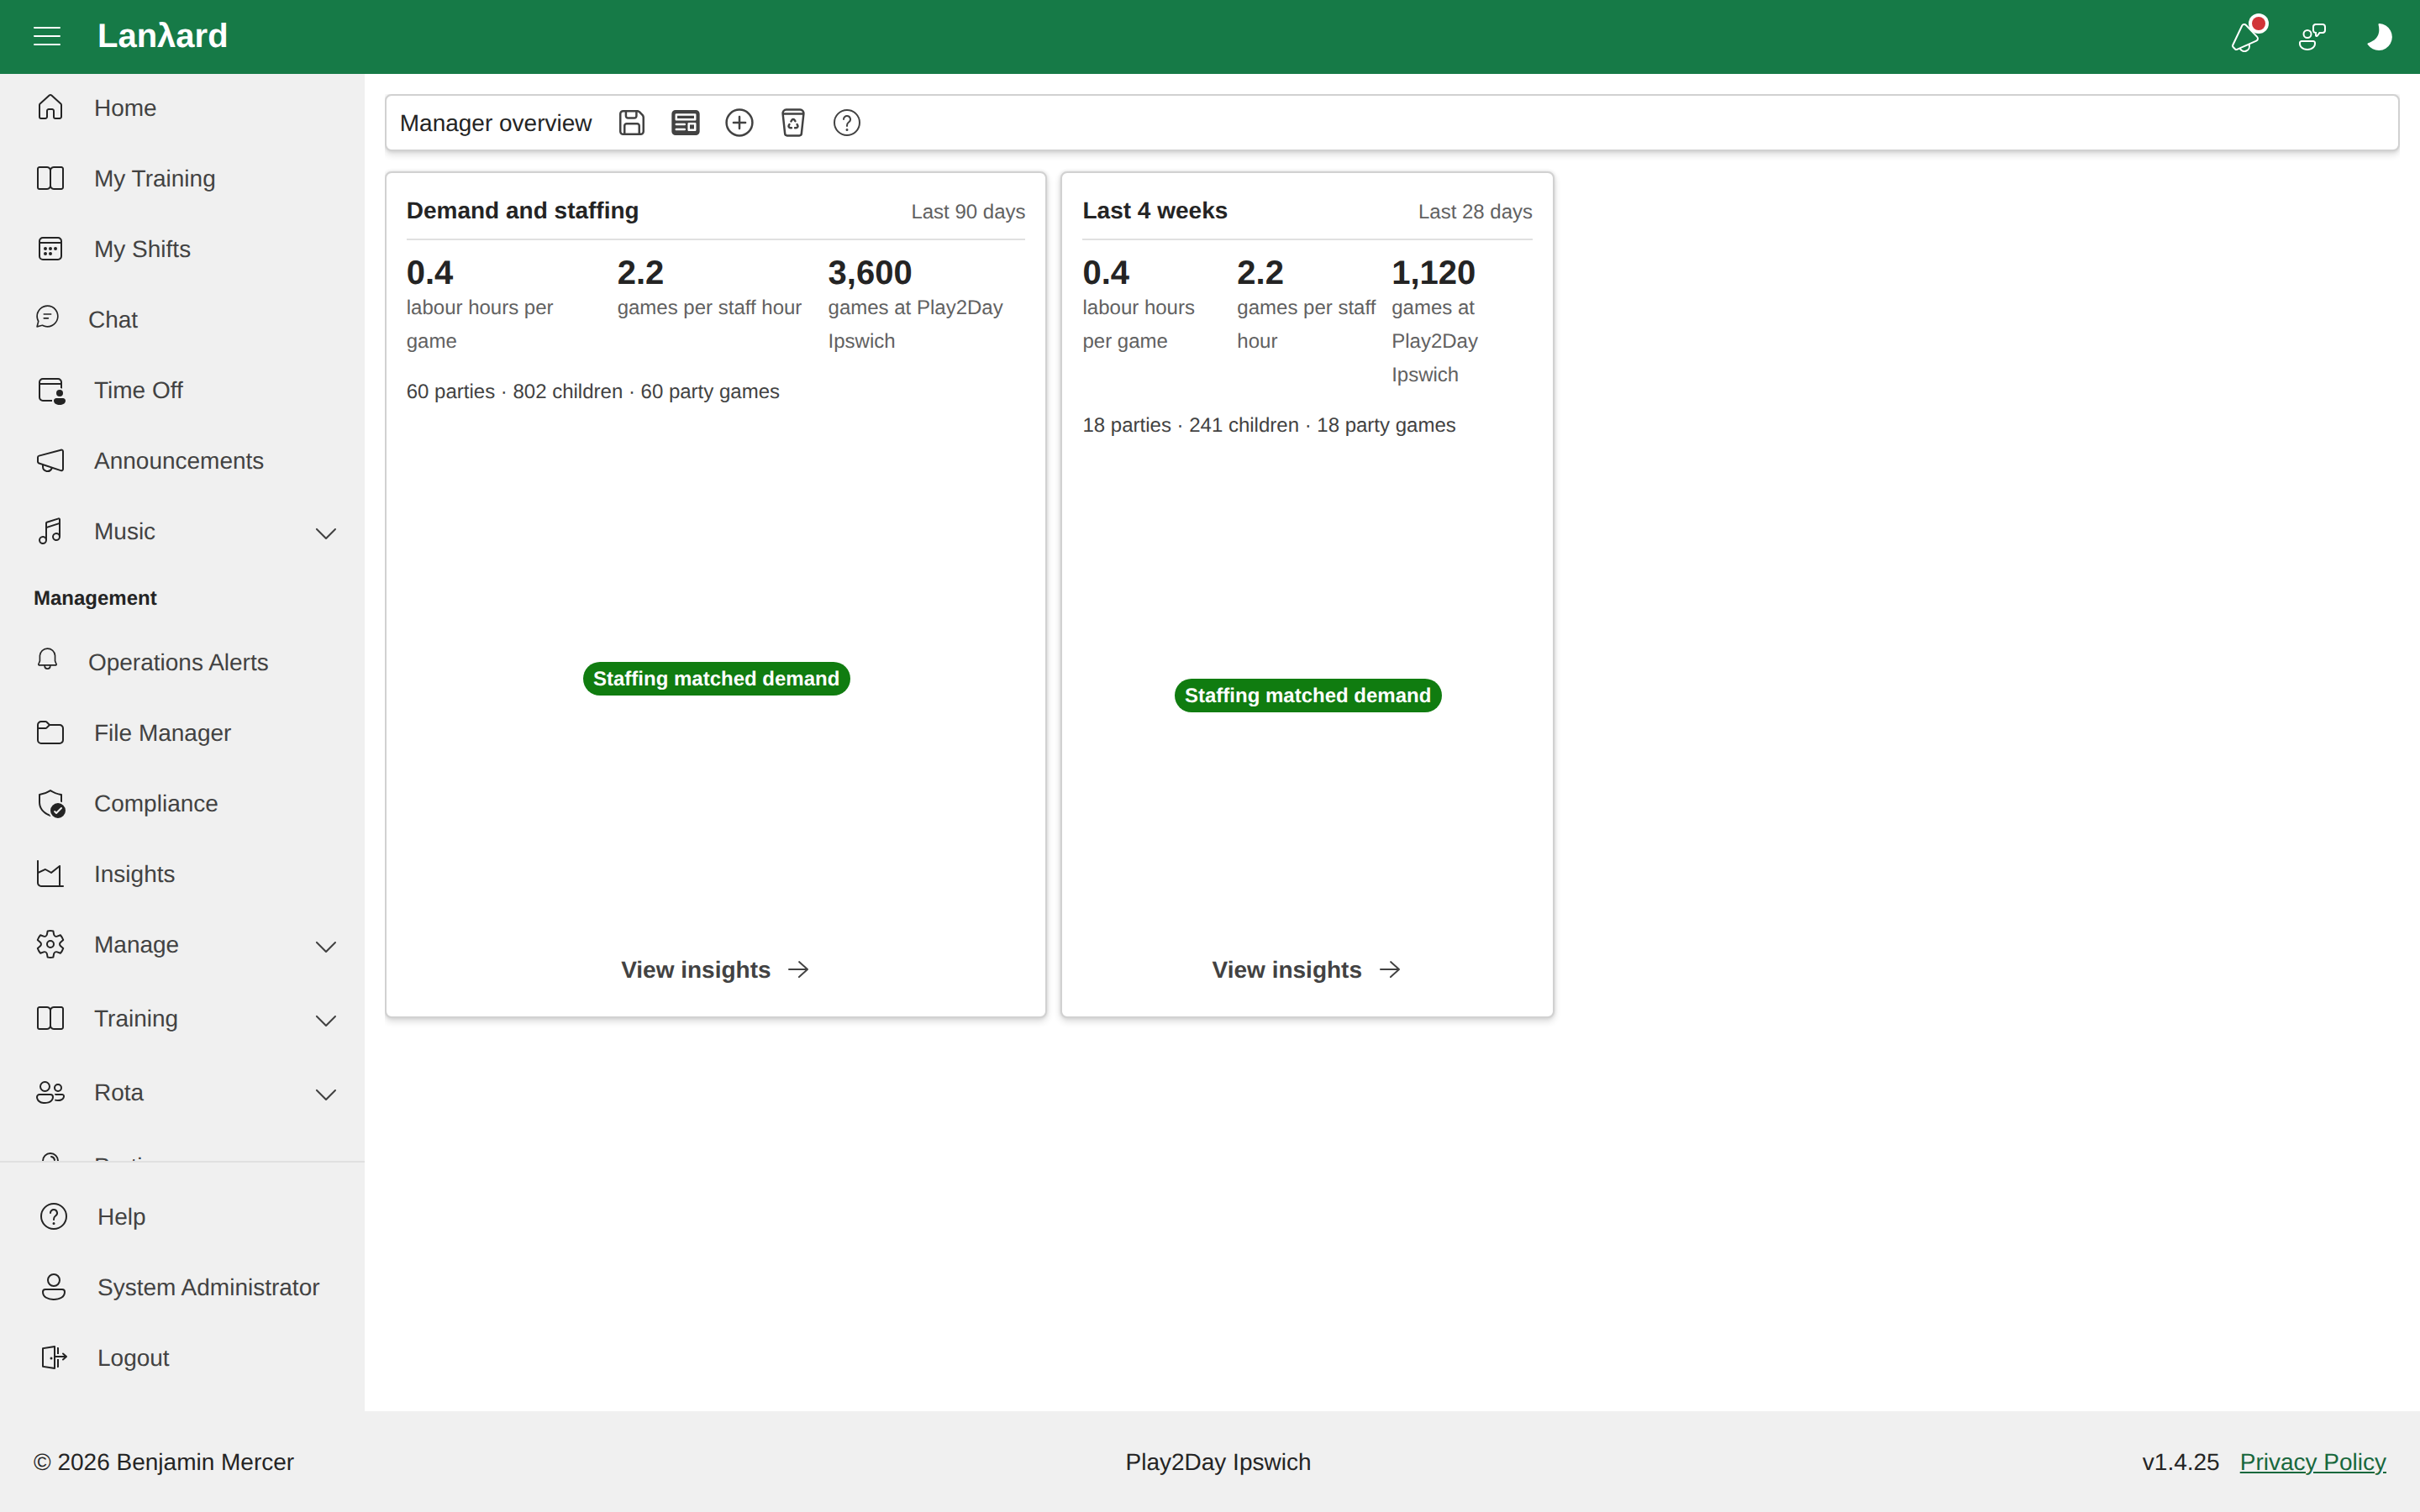 Lanλard
Home
My Training
My Shifts
Chat
Time Off
Announcements
Music
Management
Operations Alerts
File Manager
Compliance
Insights
Manage
Training
Rota
Help
System Administrator
Logout
Manager overview
Demand and staffing
Last 90 days
0.4
labour hours per
game
2.2
games per staff hour
3,600
games at Play2Day
Ipswich
60 parties · 802 children · 60 party games
Staffing matched demand
View insights
Last 4 weeks
Last 28 days
0.4
labour hours
per game
2.2
games per staff
hour
1,120
games at
Play2Day
Ipswich
18 parties · 241 children · 18 party games
Staffing matched demand
View insights
© 2026 Benjamin Mercer
Play2Day Ipswich
v1.4.25
Privacy Policy